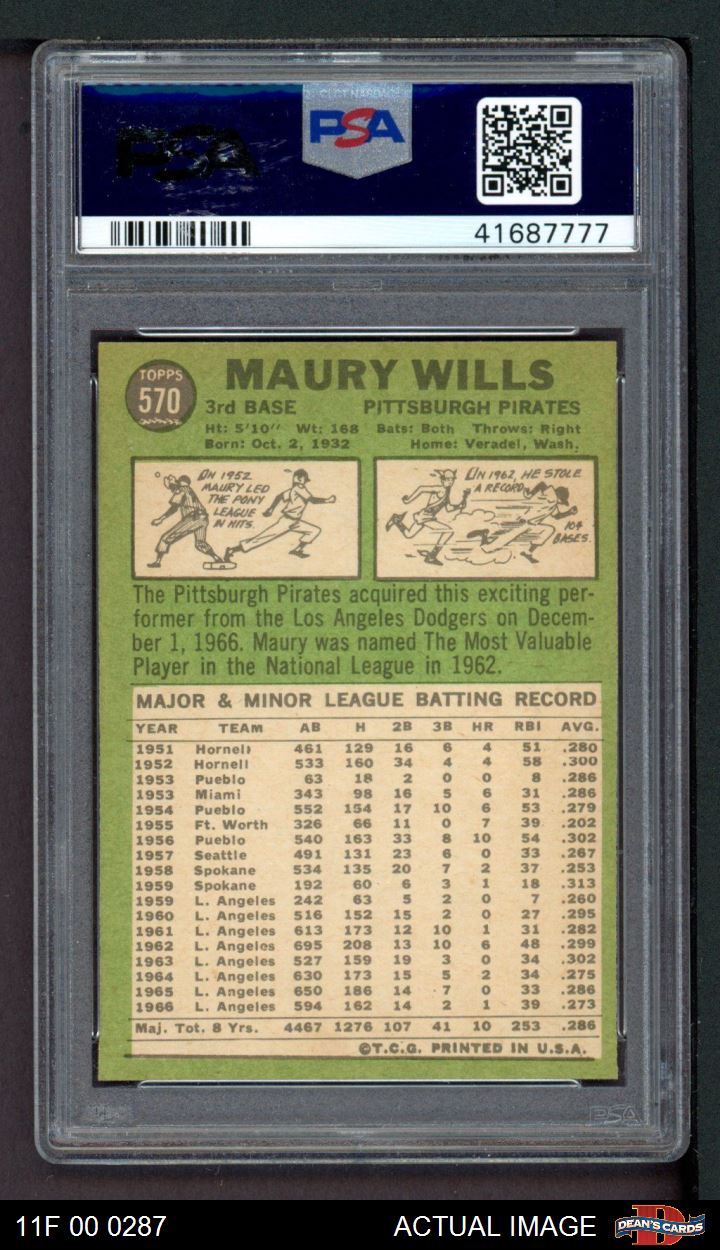 PSA
PSA
41687777
TOPPS
570
MAURY WILLS
3rd BASE PITTSBURGH PIRATES
Ht: 5'10" Wt: 168 Bats: Both Throws: Right
Born: Oct. 2, 1932 Home: Veradel, Wash.
IN 1952
MAURY LED
THE PONY
LEAGUE
IN HITS.
IN 1962, HE STOLE
A RECORD
104
BASES.
The Pittsburgh Pirates acquired this exciting per-
former from the Los Angeles Dodgers on Decem-
ber 1, 1966. Maury was named The Most Valuable
Player in the National League in 1962.
MAJOR & MINOR LEAGUE BATTING RECORD
YEAR TEAM AB H 2B 3B HR RBI AVG.
1951 Hornell 461 129 16 6 4 51 .280
1952 Hornell 533 160 34 4 4 58 .300
1953 Pueblo 63 18 2 0 0 8 .286
1953 Miami 343 98 16 5 6 31 .286
1954 Pueblo 552 154 17 10 6 53 .279
1955 Ft. Worth 326 66 11 0 7 39 .202
1956 Pueblo 540 163 33 8 10 54 .302
1957 Seattle 491 131 23 6 0 33 .267
1958 Spokane 534 135 20 7 2 37 .253
1959 Spokane 192 60 6 3 1 18 .313
1959 L. Angeles 242 63 5 2 0 7 .260
1960 L. Angeles 516 152 15 2 0 27 .295
1961 L. Angeles 613 173 12 10 1 31 .282
1962 L. Angeles 695 208 13 10 6 48 .299
1963 L. Angeles 527 159 19 3 0 34 .302
1964 L. Angeles 630 173 15 5 2 34 .275
1965 L. Angeles 650 186 14 7 0 33 .286
1966 L. Angeles 594 162 14 2 1 39 .273
Maj. Tot. 8 Yrs. 4467 1276 107 41 10 253 .286
©T.C.G. PRINTED IN U.S.A.
PSA
11F 00 0287 ACTUAL IMAGE DEAN'S CARDS